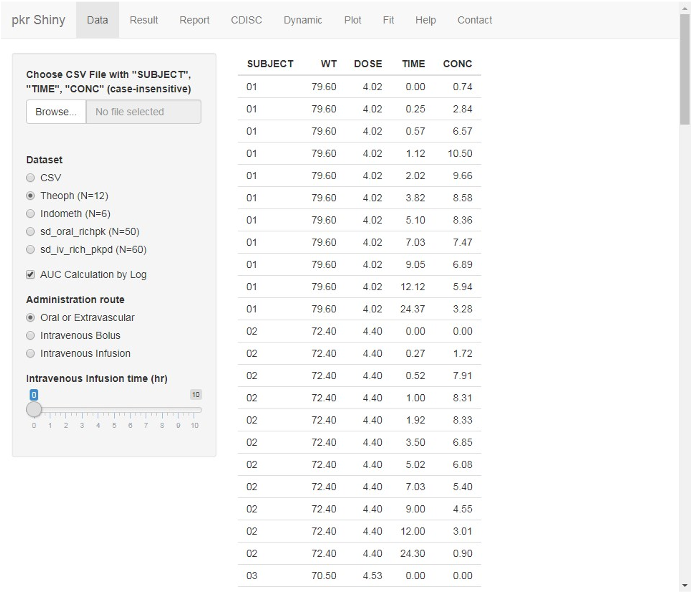 pkr Shiny Data Result Report CDISC Dynamic Plot Fit Help Contact
Choose CSV File with "SUBJECT",
"TIME", "CONC" (case-insensitive)
Browse... No file selected
Dataset
CSV
Theoph (N=12)
Indometh (N=6)
sd_oral_richpk (N=50)
sd_iv_rich_pkpd (N=60)
AUC Calculation by Log
Administration route
Oral or Extravascular
Intravenous Bolus
Intravenous Infusion
Intravenous Infusion time (hr)
0 10
0 1 2 3 4 5 6 7 8 9 10
SUBJECT WT DOSE TIME CONC
01 79.60 4.02 0.00 0.74
01 79.60 4.02 0.25 2.84
01 79.60 4.02 0.57 6.57
01 79.60 4.02 1.12 10.50
01 79.60 4.02 2.02 9.66
01 79.60 4.02 3.82 8.58
01 79.60 4.02 5.10 8.36
01 79.60 4.02 7.03 7.47
01 79.60 4.02 9.05 6.89
01 79.60 4.02 12.12 5.94
01 79.60 4.02 24.37 3.28
02 72.40 4.40 0.00 0.00
02 72.40 4.40 0.27 1.72
02 72.40 4.40 0.52 7.91
02 72.40 4.40 1.00 8.31
02 72.40 4.40 1.92 8.33
02 72.40 4.40 3.50 6.85
02 72.40 4.40 5.02 6.08
02 72.40 4.40 7.03 5.40
02 72.40 4.40 9.00 4.55
02 72.40 4.40 12.00 3.01
02 72.40 4.40 24.30 0.90
03 70.50 4.53 0.00 0.00